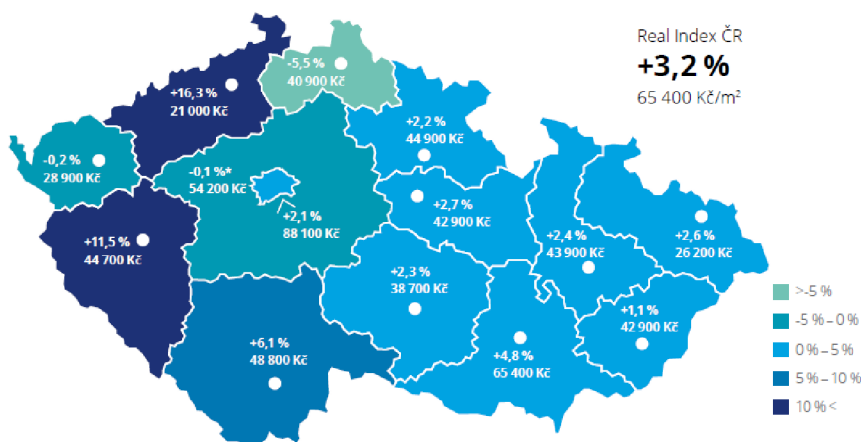 Real Index ČR
+3,2 %
65 400 Kč/m²
-5,5 %
40 900 Kč
+16,3 %
21 000 Kč
+2,2 %
44 900 Kč
-0,2 %
28 900 Kč
-0,1 %*
54 200 Kč
+2,1 %
88 100 Kč
+2,7 %
42 900 Kč
+11,5 %
44 700 Kč
+2,4 %
43 900 Kč
+2,6 %
26 200 Kč
+2,3 %
38 700 Kč
+1,1 %
42 900 Kč
+6,1 %
48 800 Kč
+4,8 %
65 400 Kč
>-5 %
-5 % – 0 %
0 % – 5 %
5 % – 10 %
10 % <